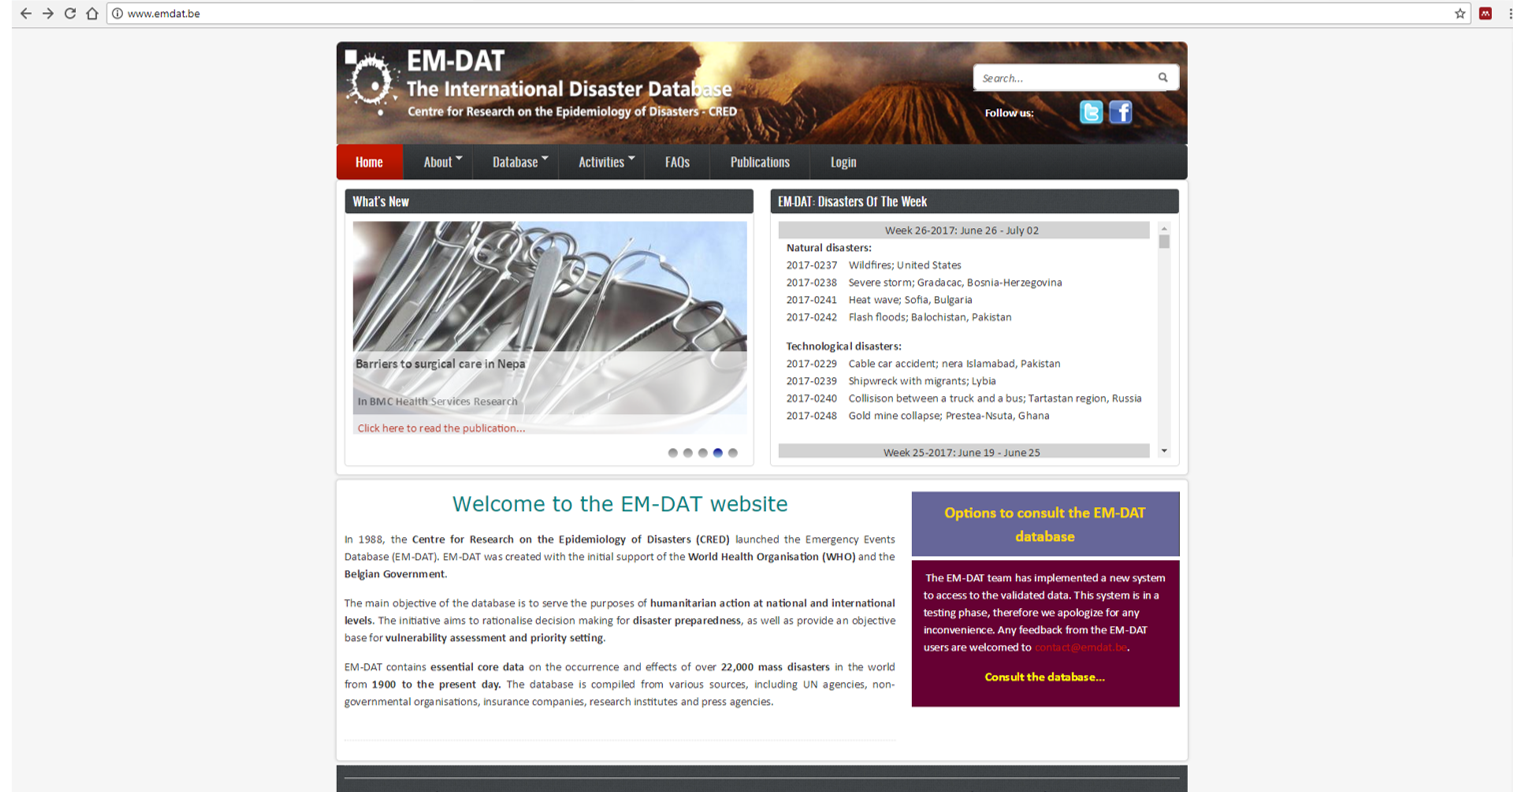 www.emdat.be
EM-DAT
The International Disaster Database
Centre for Research on the Epidemiology of Disasters - CRED
Search...
Follow us:
Home About Database Activities FAQs Publications Login
What's New
Barriers to surgical care in Nepa
In BMC Health Services Research
Click here to read the publication...
EM-DAT: Disasters Of The Week
Week 26-2017: June 26 - July 02
Natural disasters:
2017-0237 Wildfires; United States
2017-0238 Severe storm; Gradacac, Bosnia-Herzegovina
2017-0241 Heat wave; Sofia, Bulgaria
2017-0242 Flash floods; Balochistan, Pakistan
Technological disasters:
2017-0229 Cable car accident; nera Islamabad, Pakistan
2017-0239 Shipwreck with migrants; Lybia
2017-0240 Collisison between a truck and a bus; Tartastan region, Russia
2017-0248 Gold mine collapse; Prestea-Nsuta, Ghana
Week 25-2017: June 19 - June 25
Welcome to the EM-DAT website
In 1988, the Centre for Research on the Epidemiology of Disasters (CRED) launched the Emergency Events
Database (EM-DAT). EM-DAT was created with the initial support of the World Health Organisation (WHO) and the
Belgian Government.
The main objective of the database is to serve the purposes of humanitarian action at national and international
levels. The initiative aims to rationalise decision making for disaster preparedness, as well as provide an objective
base for vulnerability assessment and priority setting.
EM-DAT contains essential core data on the occurrence and effects of over 22,000 mass disasters in the world
from 1900 to the present day. The database is compiled from various sources, including UN agencies, non-
governmental organisations, insurance companies, research institutes and press agencies.
Options to consult the EM-DAT
database
The EM-DAT team has implemented a new system
to access to the validated data. This system is in a
testing phase, therefore we apologize for any
inconvenience. Any feedback from the EM-DAT
users are welcomed to contact@emdat.be.
Consult the database...